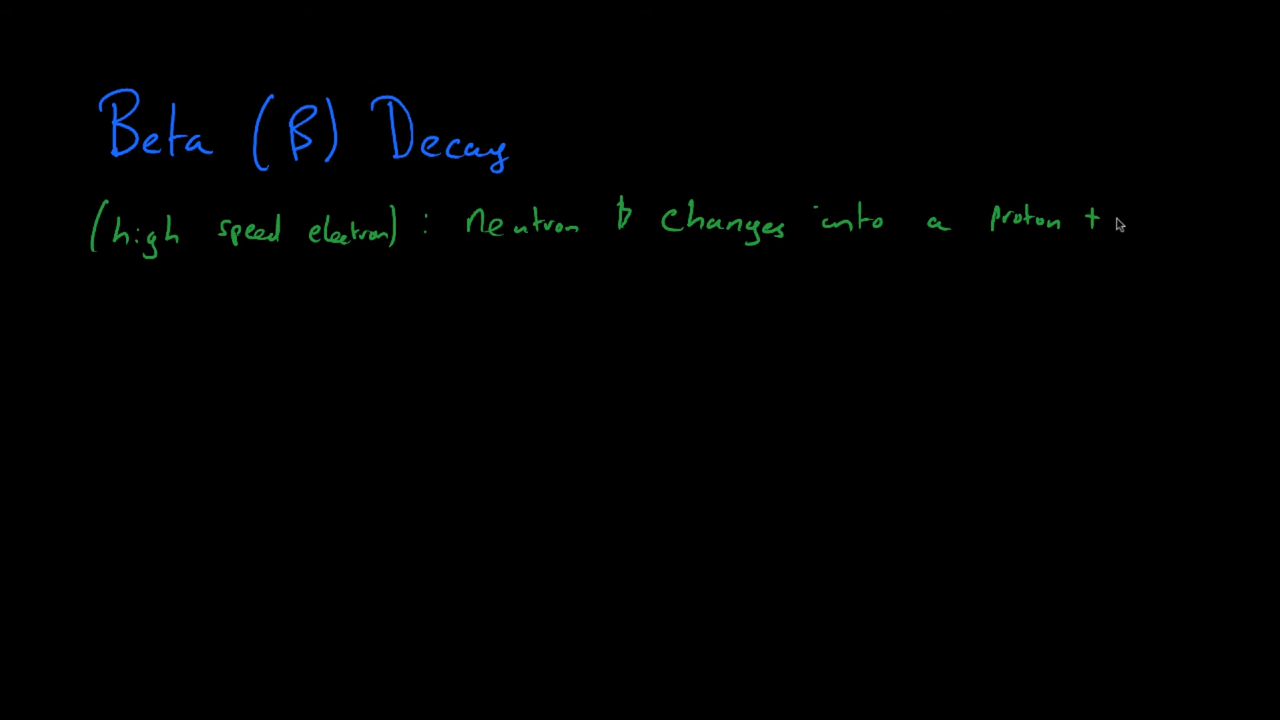 Beta (β) Decay
(high speed electron) : Neutron changes into a proton +